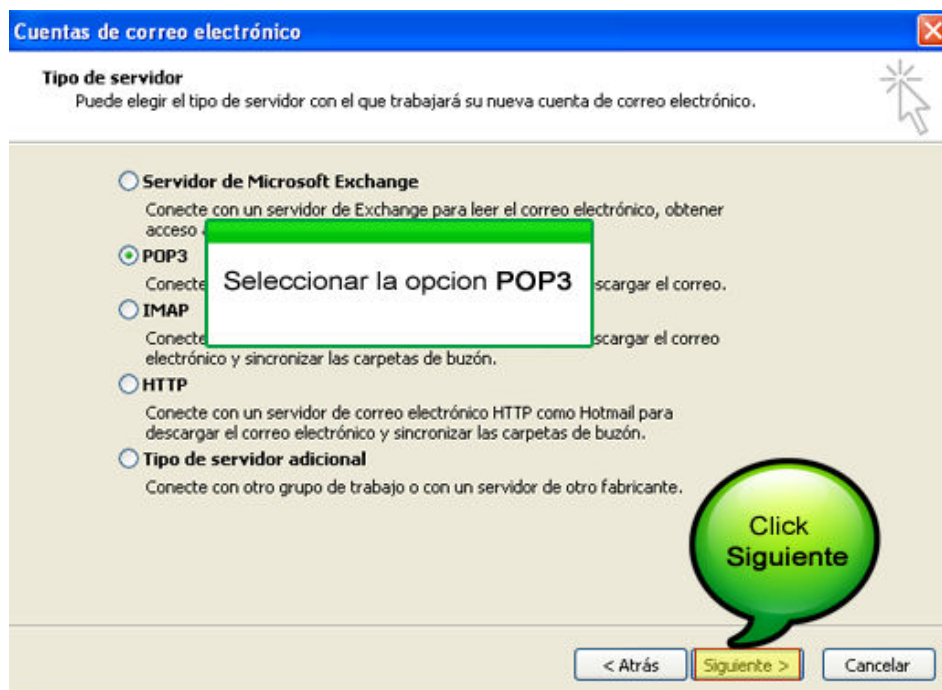 Cuentas de correo electrónico
Tipo de servidor
Puede elegir el tipo de servidor con el que trabajará su nueva cuenta de correo electrónico.
Servidor de Microsoft Exchange
Conecte con un servidor de Exchange para leer el correo electrónico, obtener
acceso
POP3
Conecte
scargar el correo.
Seleccionar la opcion POP3
IMAP
Conecte
scargar el correo
electrónico y sincronizar las carpetas de buzón.
HTTP
Conecte con un servidor de correo electrónico HTTP como Hotmail para
descargar el correo electrónico y sincronizar las carpetas de buzón.
Tipo de servidor adicional
Conecte con otro grupo de trabajo o con un servidor de otro fabricante.
Click
Siguiente
< Atrás
Siguiente >
Cancelar